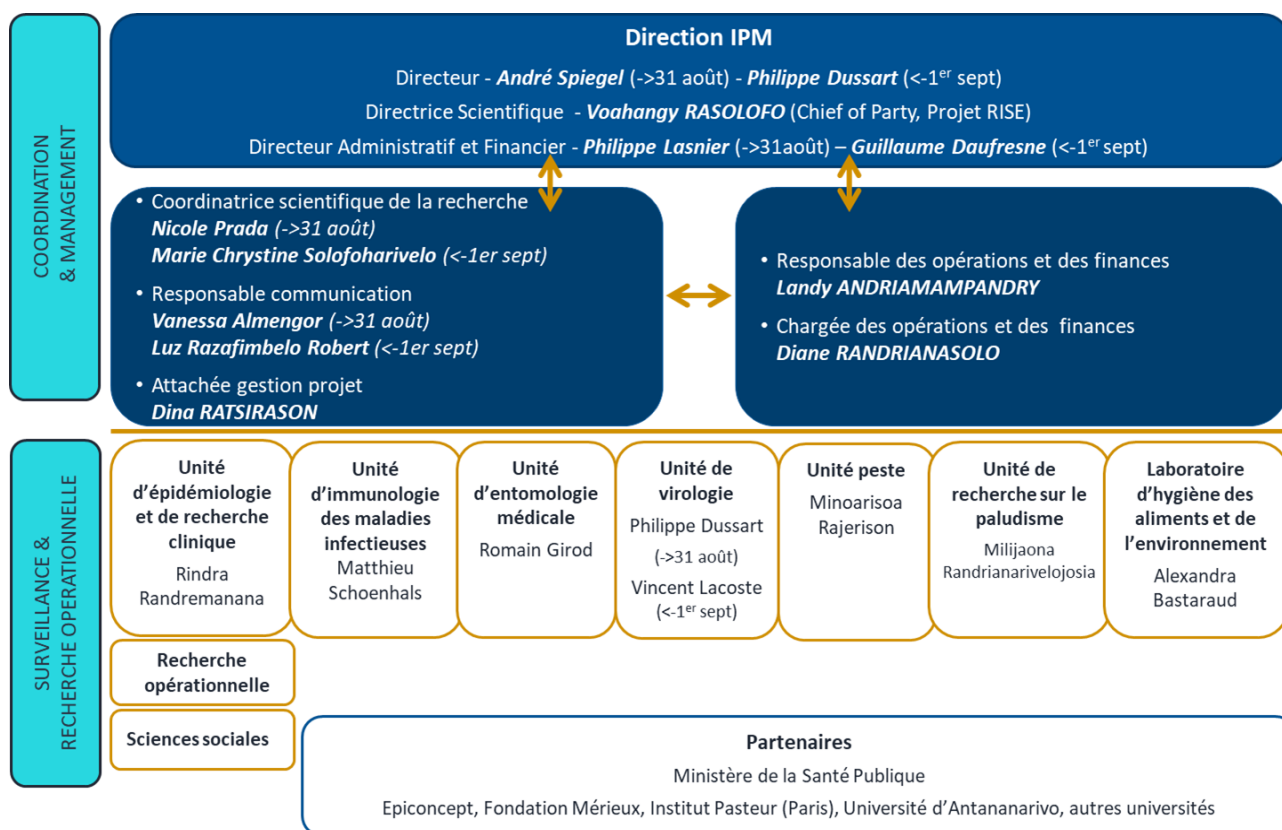 COORDINATION
& MANAGEMENT
Direction IPM
Directeur - André Spiegel (->31 août) - Philippe Dussart (<-1er sept)
Directrice Scientifique - Voahangy RASOLOFO (Chief of Party, Projet RISE)
Directeur Administratif et Financier - Philippe Lasnier (->31août) – Guillaume Daufresne (<-1er sept)
• Coordinatrice scientifique de la recherche
Nicole Prada (->31 août)
Marie Chrystine Solofoharivelo (<-1er sept)
• Responsable communication
Vanessa Almengor (->31 août)
Luz Razafimbelo Robert (<-1er sept)
• Attachée gestion projet
Dina RATSIRASON
• Responsable des opérations et des finances
Landy ANDRIAMAMPANDRY
• Chargée des opérations et des finances
Diane RANDRIANASOLO
SURVEILLANCE &
RECHERCHE OPERATIONNELLE
Unité
d'épidémiologie
et de recherche
clinique
Rindra
Randremanana
Unité
d'immunologie
des maladies
infectieuses
Matthieu
Schoenhals
Unité
d'entomologie
médicale
Romain Girod
Unité de
virologie
Philippe Dussart
(->31 août)
Vincent Lacoste
(<-1er sept)
Unité peste
Minoarisoa
Rajerison
Unité de
recherche sur le
paludisme
Milijaona
Randrianarivelojosia
Laboratoire
d'hygiène des
aliments et de
l'environnement
Alexandra
Bastaraud
Recherche
opérationnelle
Sciences sociales
Partenaires
Ministère de la Santé Publique
Epiconcept, Fondation Mérieux, Institut Pasteur (Paris), Université d'Antananarivo, autres universités